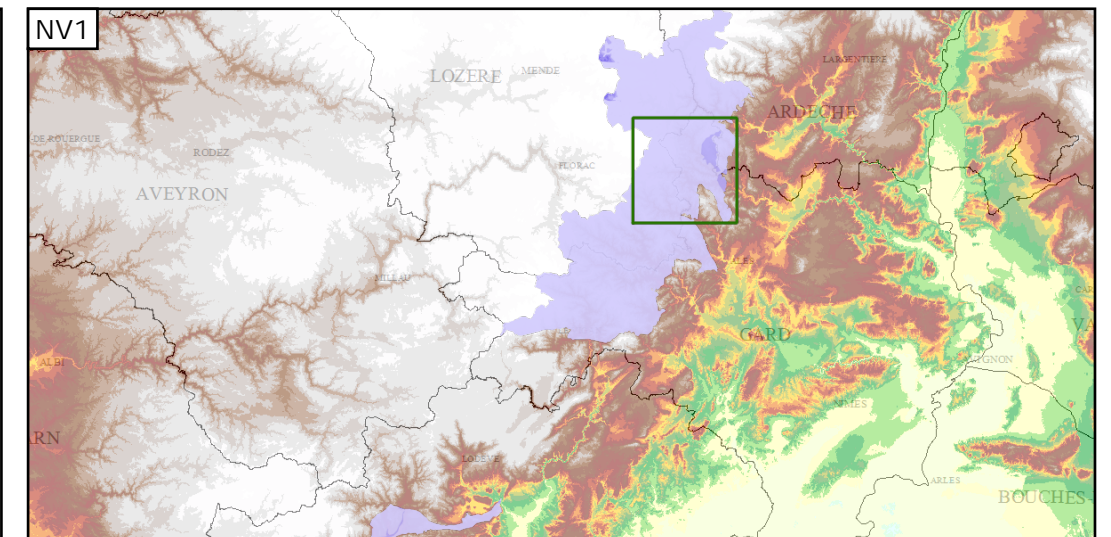 NV1
LOZERE
MENDE
LARGENTIERE
ARDECHE
DE-ROUERGUE
RODEZ
FLORAC
AVEYRON
MILLAU
GARD
ALBI
NIMES
ARN
LODEVE
ARLES
BOUCHES-